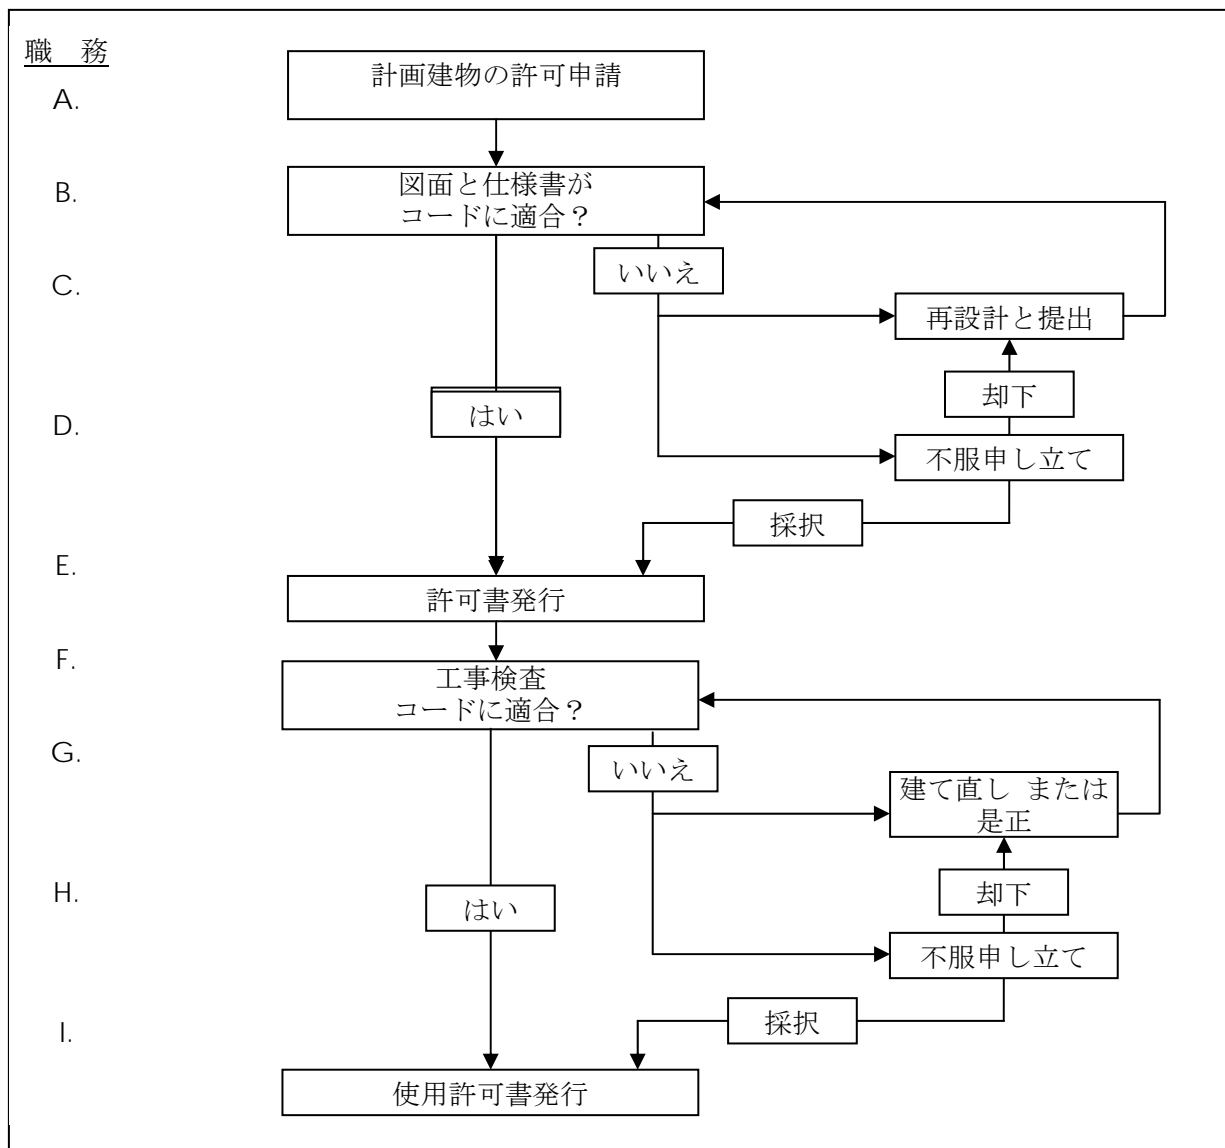 職　務
A.
計画建物の許可申請
B.
図面と仕様書が
コードに適合？
いいえ
C.
再設計と提出
却下
はい
D.
不服申し立て
採択
E.
許可書発行
F.
工事検査
コードに適合？
G.
いいえ
建て直し または
是正
H.
却下
はい
不服申し立て
採択
I.
使用許可書発行